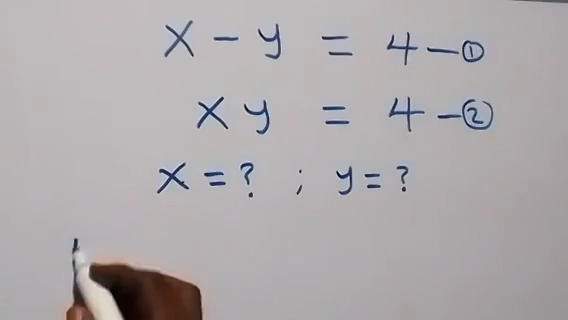 x - y = 4 - ①
xy = 4 - ②
x = ? ; y = ?